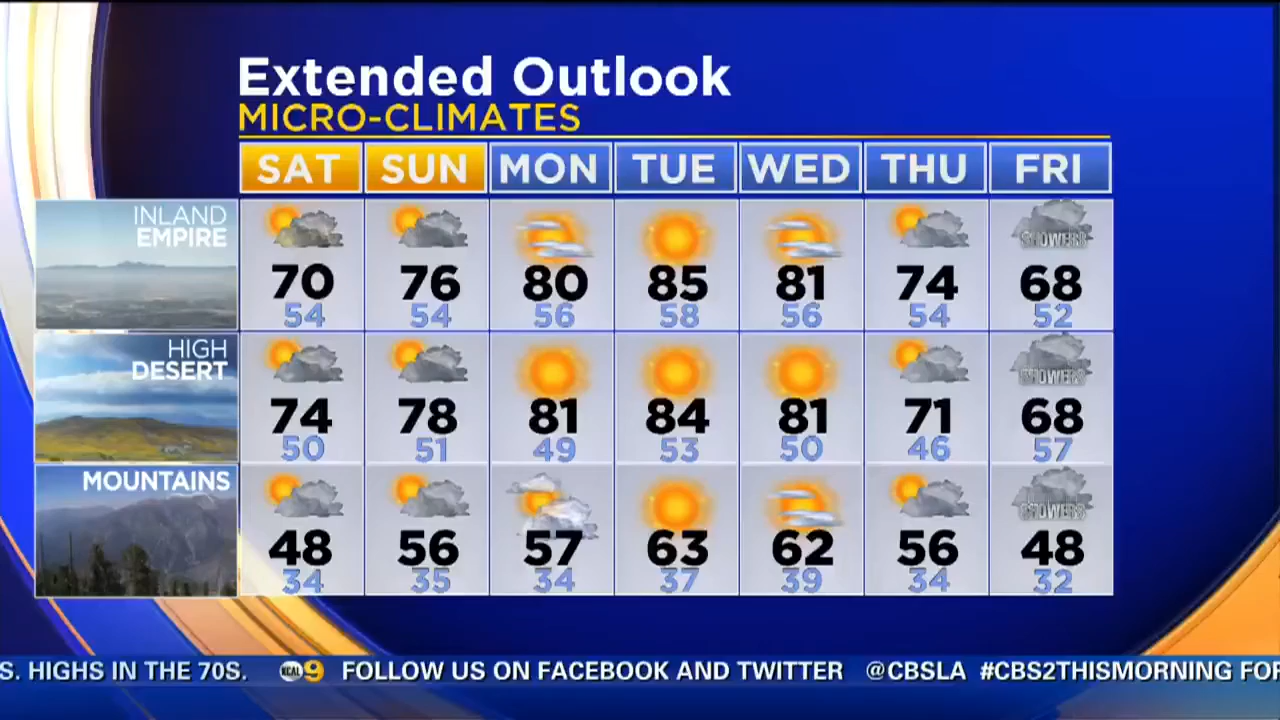 Extended Outlook
MICRO-CLIMATES
SAT SUN MON TUE WED THU FRI
INLAND
EMPIRE
SHOWERS
70 76 80 85 81 74 68
54 54 56 58 56 54 52
HIGH
DESERT
SHOWERS
74 78 81 84 81 71 68
50 51 49 53 50 46 57
MOUNTAINS
SHOWERS
48 56 57 63 62 56 48
34 35 34 37 39 34 32
S. HIGHS IN THE 70S. KCAL 9 FOLLOW US ON FACEBOOK AND TWITTER @CBSLA #CBS2THISMORNING FOR